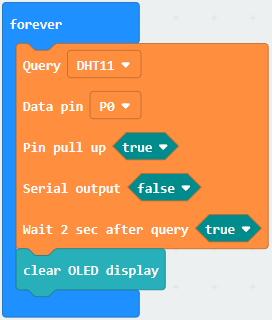 forever
Query DHT11
Data pin P0
Pin pull up true
Serial output false
Wait 2 sec after query true
clear OLED display